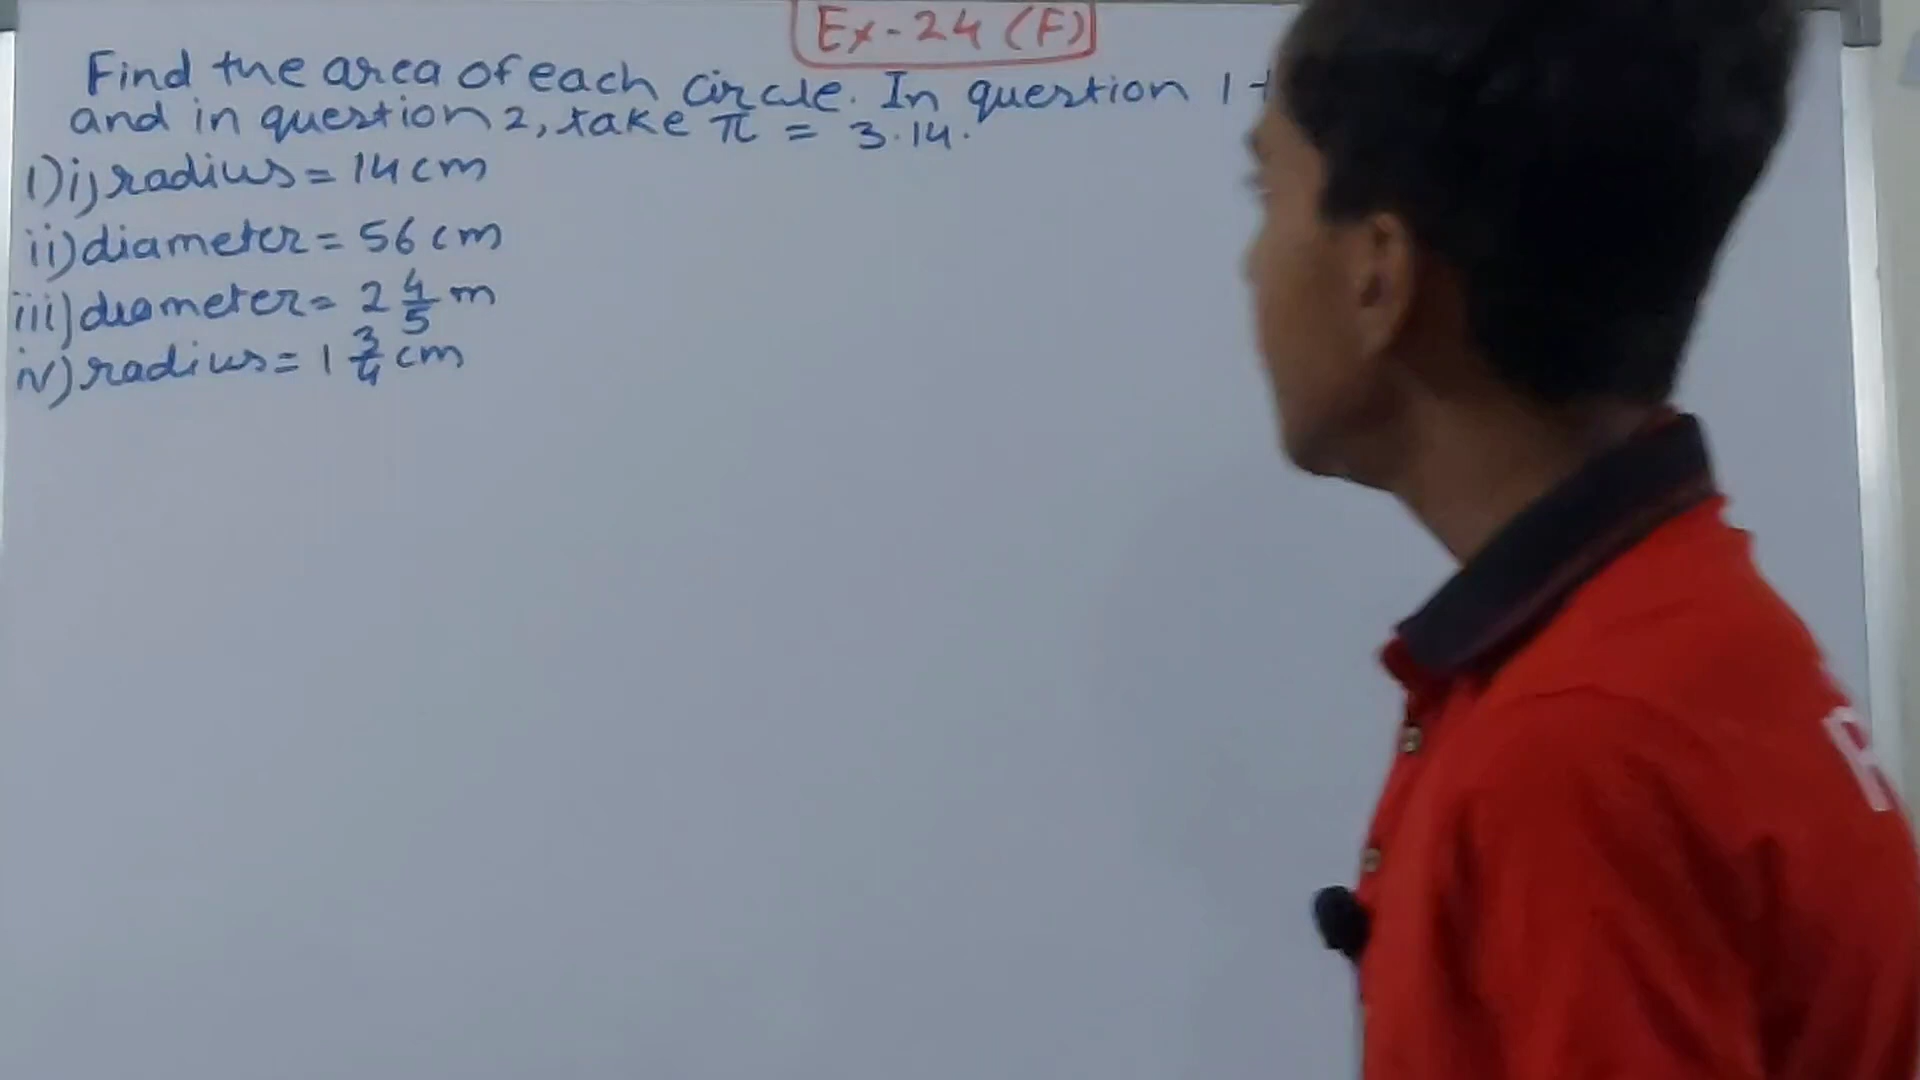 Ex-24 (F)
Find the area of each circle. In question 1
and in question 2, take π = 3.14.
1) i) radius = 14 cm
ii) diameter = 56 cm
iii) diameter = 2 4/5 m
iv) radius = 1 3/4 cm